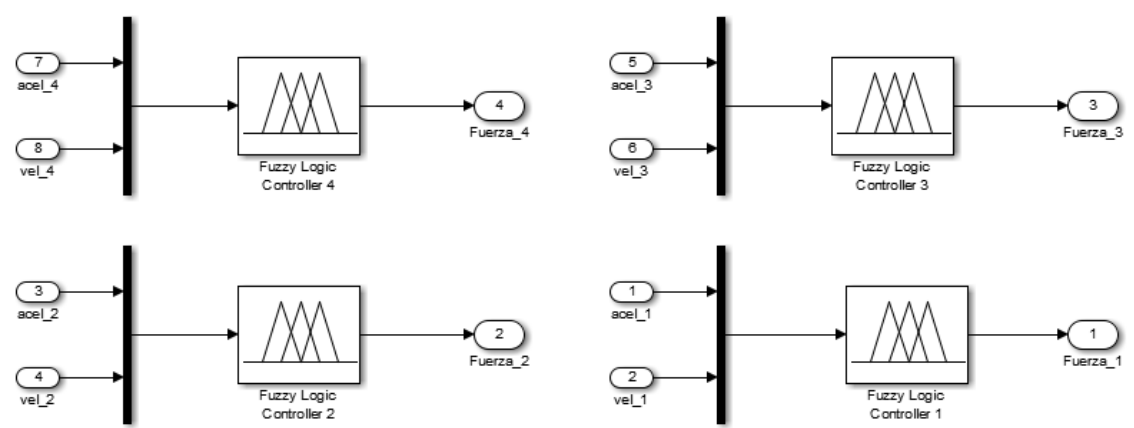 7
acel_4
8
vel_4
Fuzzy Logic
Controller 4
4
Fuerza_4
5
acel_3
6
vel_3
Fuzzy Logic
Controller 3
3
Fuerza_3
3
acel_2
4
vel_2
Fuzzy Logic
Controller 2
2
Fuerza_2
1
acel_1
2
vel_1
Fuzzy Logic
Controller 1
1
Fuerza_1